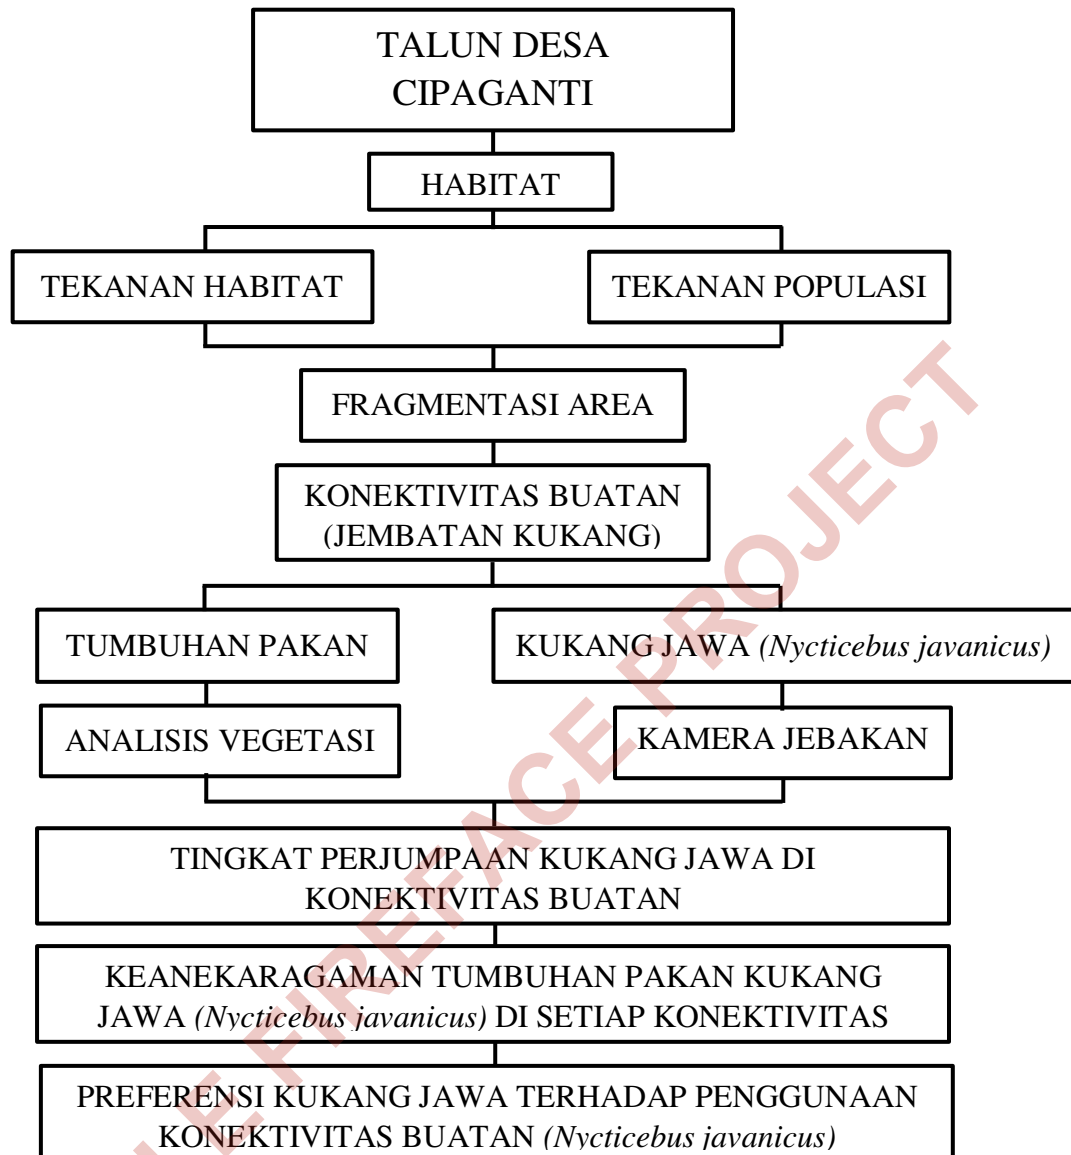 TALUN DESA
CIPAGANTI
HABITAT
TEKANAN HABITAT
TEKANAN POPULASI
FRAGMENTASI AREA
KONEKTIVITAS BUATAN
(JEMBATAN KUKANG)
TUMBUHAN PAKAN
KUKANG JAWA (Nycticebus javanicus)
ANALISIS VEGETASI
KAMERA JEBAKAN
TINGKAT PERJUMPAAN KUKANG JAWA DI
KONEKTIVITAS BUATAN
KEANEKARAGAMAN TUMBUHAN PAKAN KUKANG
JAWA (Nycticebus javanicus) DI SETIAP KONEKTIVITAS
PREFERENSI KUKANG JAWA TERHADAP PENGGUNAAN
KONEKTIVITAS BUATAN (Nycticebus javanicus)
LE FIREFACE PROJECT